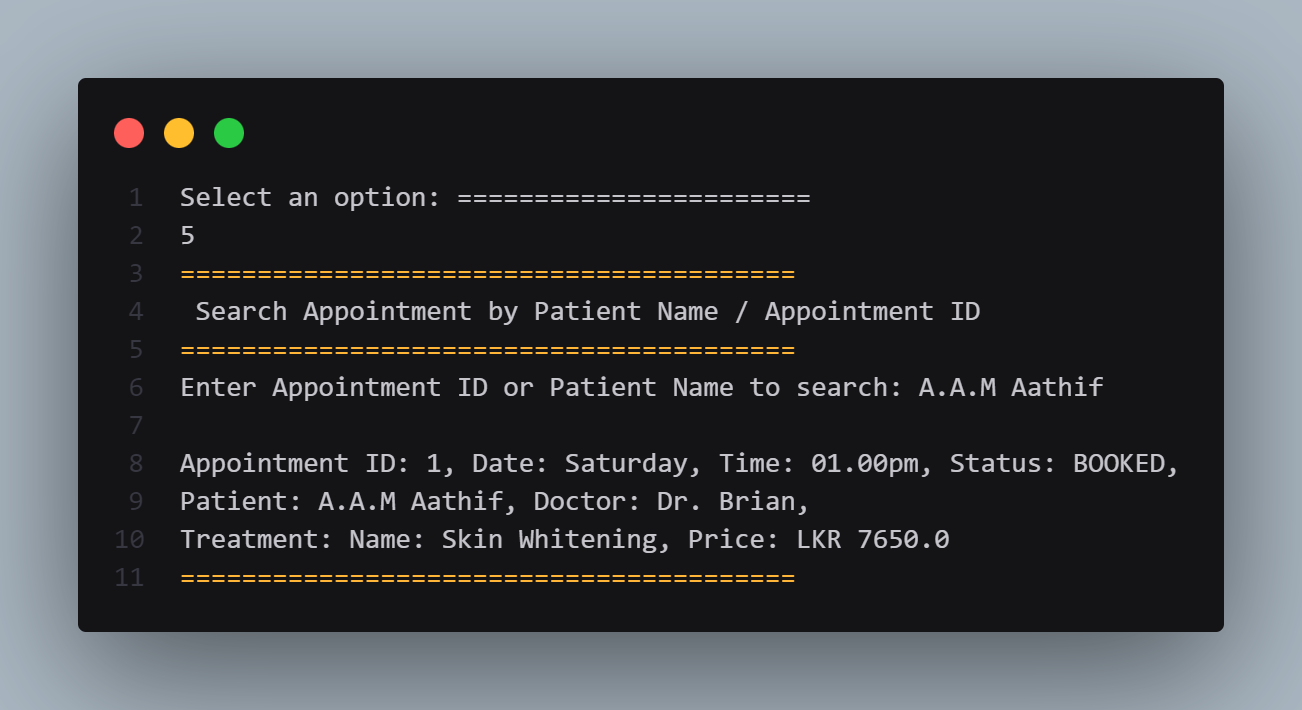 1 Select an option: =======================
2 5
3 ========================================
4 Search Appointment by Patient Name / Appointment ID
5 ========================================
6 Enter Appointment ID or Patient Name to search: A.A.M Aathif
7
8 Appointment ID: 1, Date: Saturday, Time: 01.00pm, Status: BOOKED,
9 Patient: A.A.M Aathif, Doctor: Dr. Brian,
10 Treatment: Name: Skin Whitening, Price: LKR 7650.0
11 ========================================